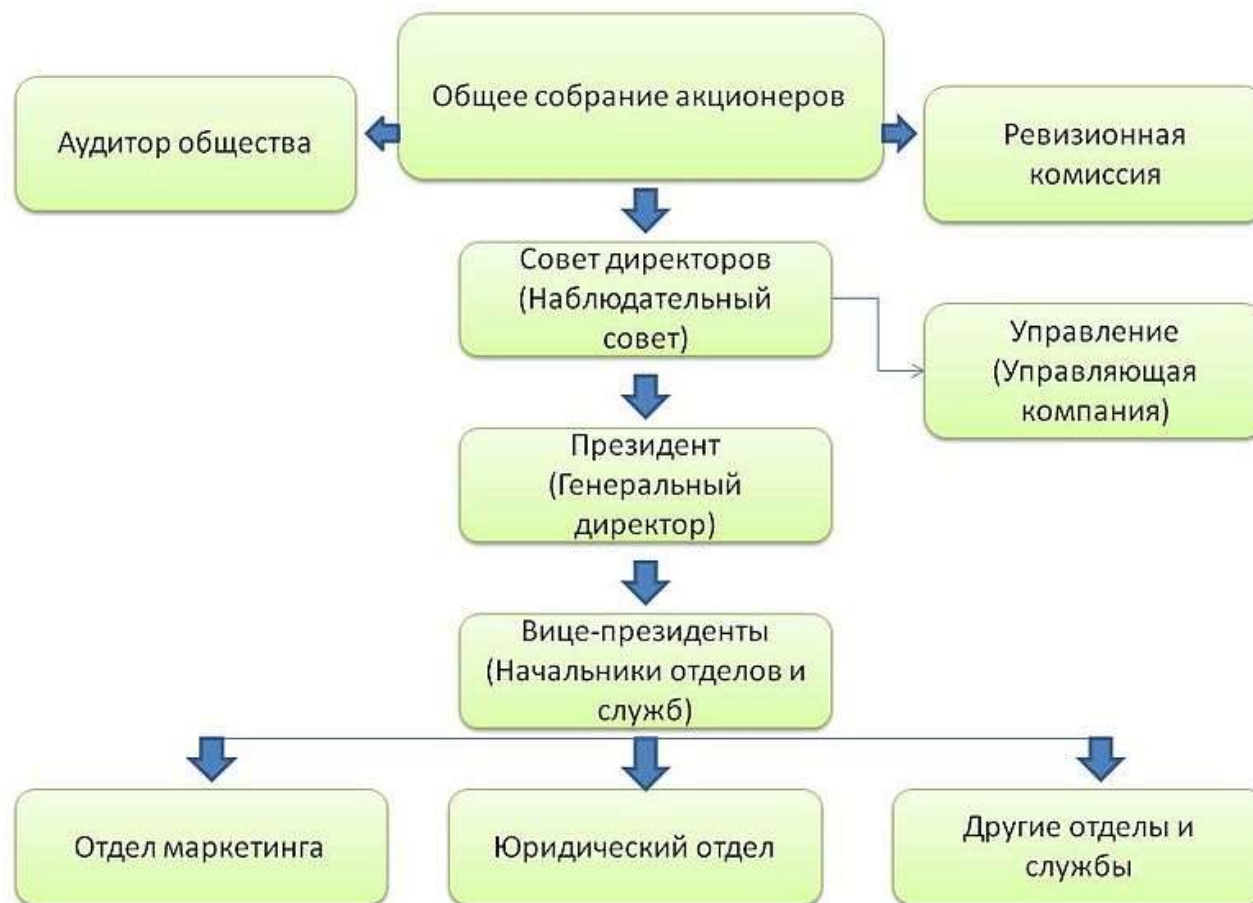 Общее собрание акционеров
Аудитор общества
Ревизионная
комиссия
Совет директоров
(Наблюдательный
совет)
Управление
(Управляющая
компания)
Президент
(Генеральный
директор)
Вице-президенты
(Начальники отделов и
служб)
Отдел маркетинга
Юридический отдел
Другие отделы и
службы